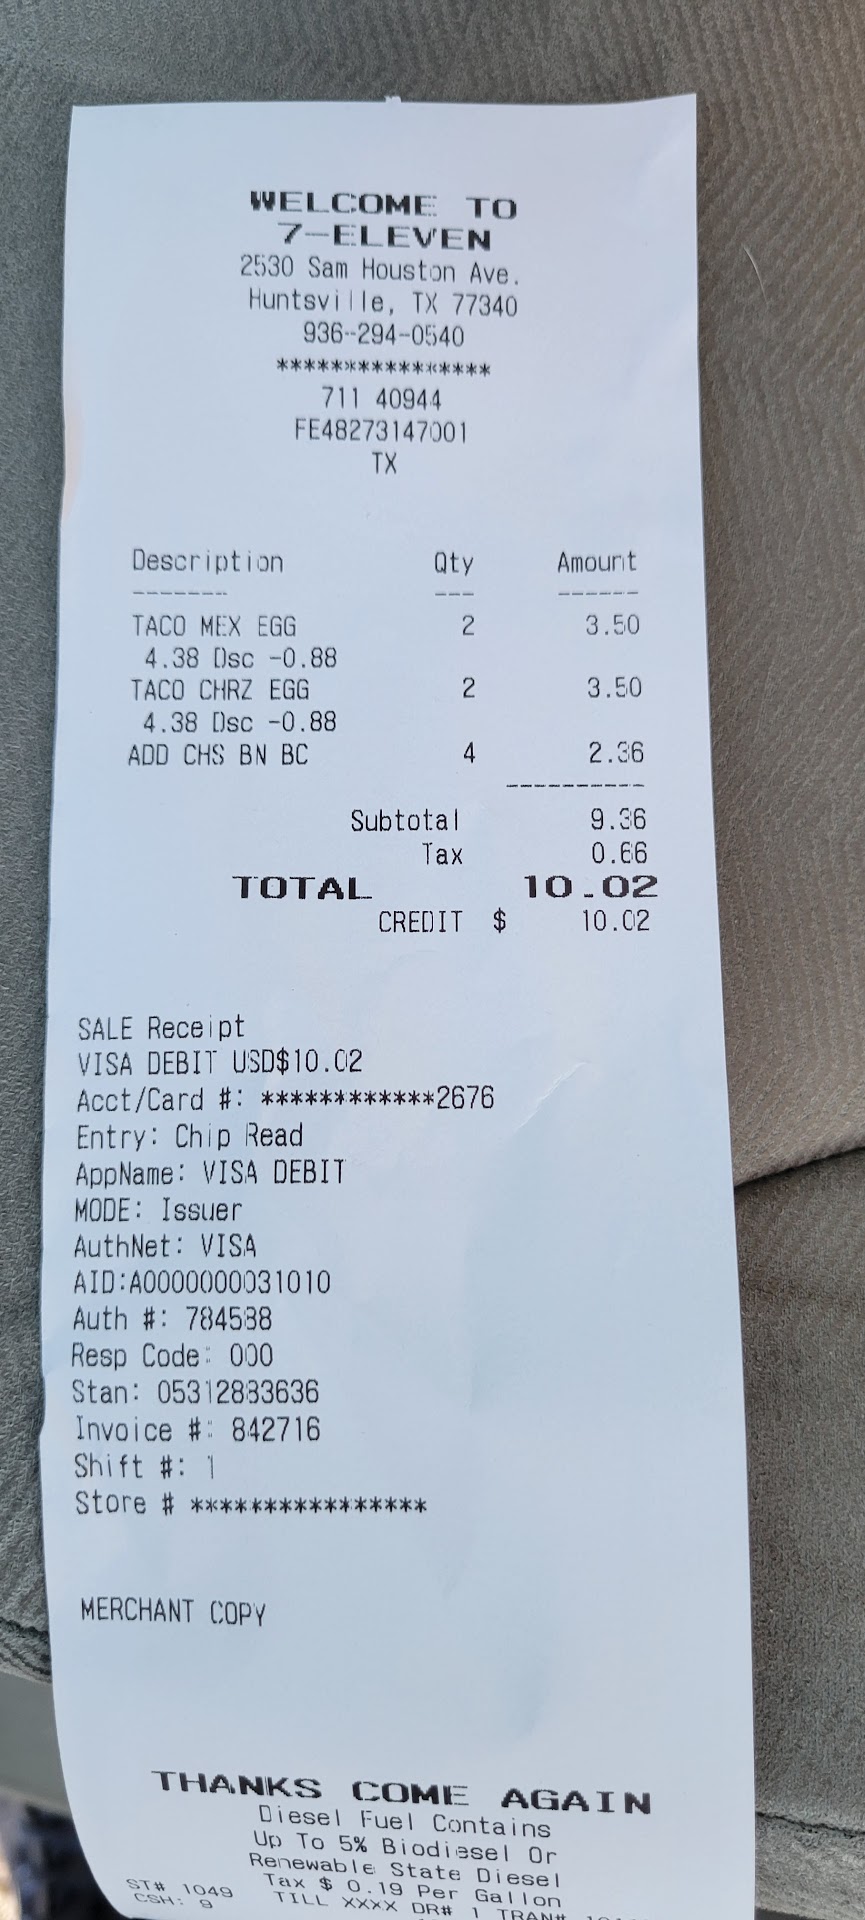 WELCOME TO
7-ELEVEN
2530 Sam Houston Ave.
Huntsville, TX 77340
936-294-0540
****************
711 40944
FE48273147001
TX
Description Qty Amount
------- --- ------
TACO MEX EGG 2 3.50
4.38 Dsc -0.88
TACO CHRZ EGG 2 3.50
4.38 Dsc -0.88
ADD CHS BN BC 4 2.36
----------
Subtotal 9.36
Tax 0.66
TOTAL 10.02
CREDIT $ 10.02
SALE Receipt
VISA DEBIT USD$10.02
Acct/Card #: ************2676
Entry: Chip Read
AppName: VISA DEBIT
MODE: Issuer
AuthNet: VISA
AID:A0000000031010
Auth #: 784538
Resp Code: 000
Stan: 05312883636
Invoice #: 842716
Shift #: 1
Store # ****************
MERCHANT COPY
THANKS COME AGAIN
Diesel Fuel Contains
Up To 5% Biodiesel Or
Renewable State Diesel
Tax $ 0.19 Per Gallon
ST# 1049 TILL XXXX DR# 1 TRAN#
CSH: 9